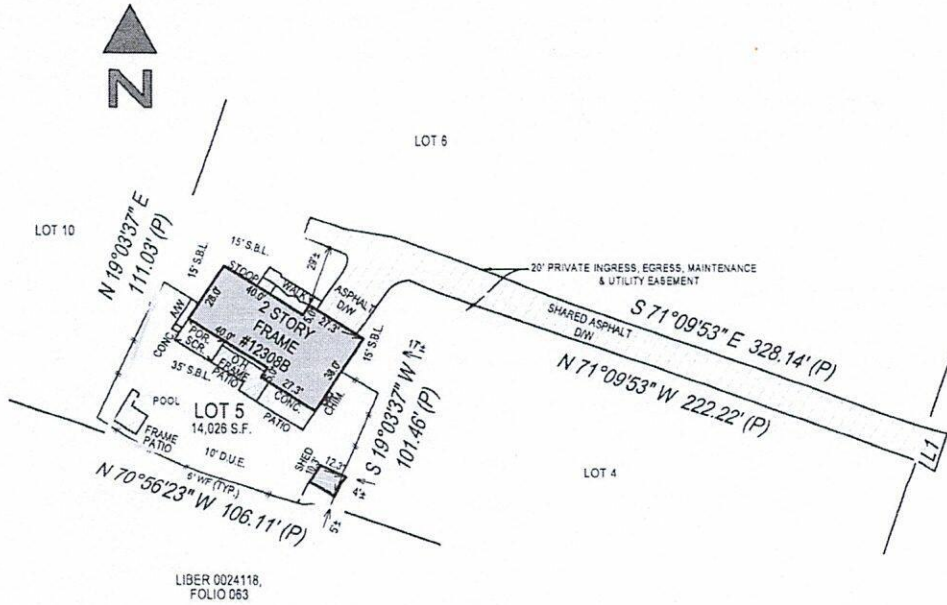 N
LOT 6
LOT 10
N 19°03'37" E
111.03' (P)
15' S.B.L.
15' S.B.L.
29'±
STOOP
WALK
ASPHALT
D/W
20' PRIVATE INGRESS, EGRESS, MAINTENANCE
& UTILITY EASEMENT
S 71°09'53" E 328.14' (P)
SHARED ASPHALT
D/W
N 71°09'53" W 222.22' (P)
L1
40.0'
27.3'
28.0'
2 STORY
FRAME
#12308B
A/W
CONC.
POR.
SCR.
40.0'
O.H.
FRAME
PATIO
27.3'
CONC.
PATIO
38.0'
CHIM.
15' S.B.L.
17'±
35' S.B.L.
S 19°03'37" W
101.46' (P)
LOT 5
14,026 S.F.
POOL
FRAME
PATIO
10' D.U.E.
6' WF (TYP.)
N 70°56'23" W 106.11' (P)
SHED
12.3'
4'±
5'±
LOT 4
LIBER 0024118,
FOLIO 063